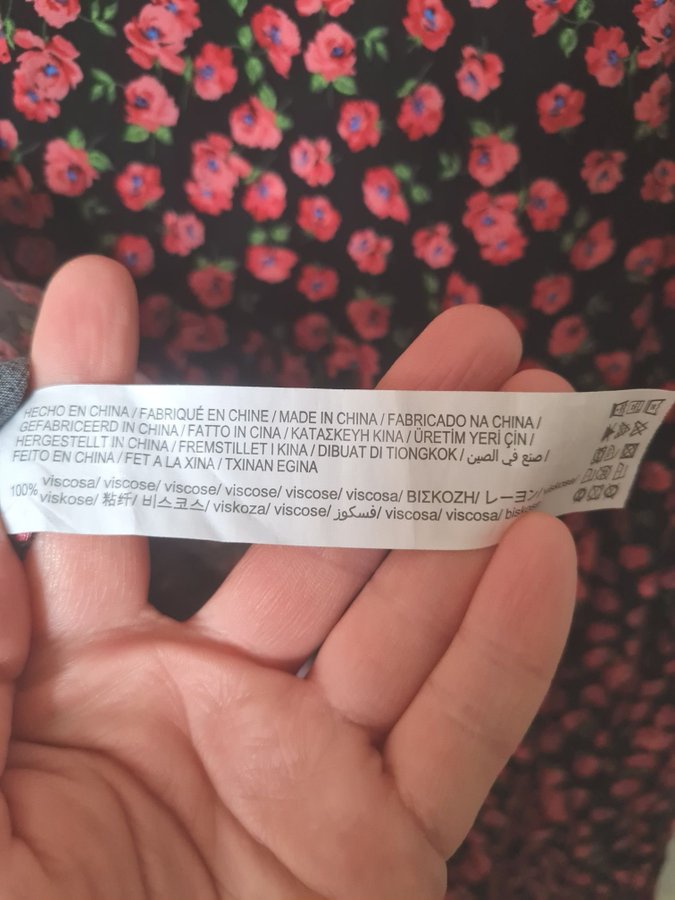 HECHO EN CHINA / FABRIQUÉ EN CHINE / MADE IN CHINA / FABRICADO NA CHINA /
GEFABRICEERD IN CHINA / FATTO IN CINA / ΚΑΤΑΣΚΕΥΗ ΚΙΝΑ / ÜRETİM YERİ ÇİN /
HERGESTELLT IN CHINA / FREMSTILLET I KINA / DIBUAT DI TIONGKOK / صنع في الصين /
FEITO EN CHINA / FET A LA XINA / TXINAN EGINA
100% viscosa/ viscose/ viscose/ viscose/ viscose/ viscosa/ ΒΙΣΚΟΖΗ/ レーヨン/ viskose/
viskose/ 粘纤/ 비스코스/ viskoza/ viscose/ فسكوز/ viscosa/ viscosa/